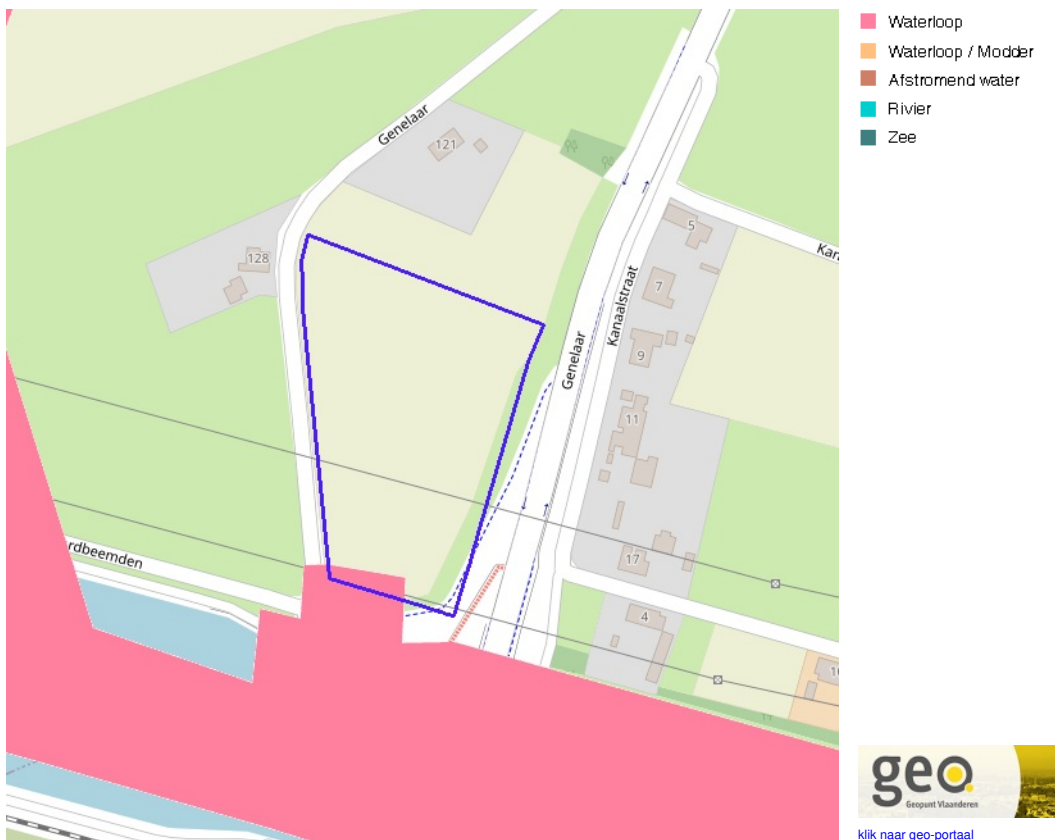 Waterloop
Waterloop / Modder
Afstromend water
Rivier
Zee
Genelaar
121
128
5
Kan
7
Kanaalstraat
9
Genelaar
11
rdbeemden
17
4
geo
Geopunt Vlaanderen
klik naar geo-portaal